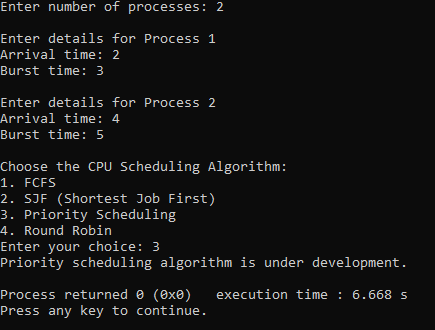 Enter number of processes: 2
Enter details for Process 1
Arrival time: 2
Burst time: 3
Enter details for Process 2
Arrival time: 4
Burst time: 5
Choose the CPU Scheduling Algorithm:
1. FCFS
2. SJF (Shortest Job First)
3. Priority Scheduling
4. Round Robin
Enter your choice: 3
Priority scheduling algorithm is under development.
Process returned 0 (0x0)   execution time : 6.668 s
Press any key to continue.